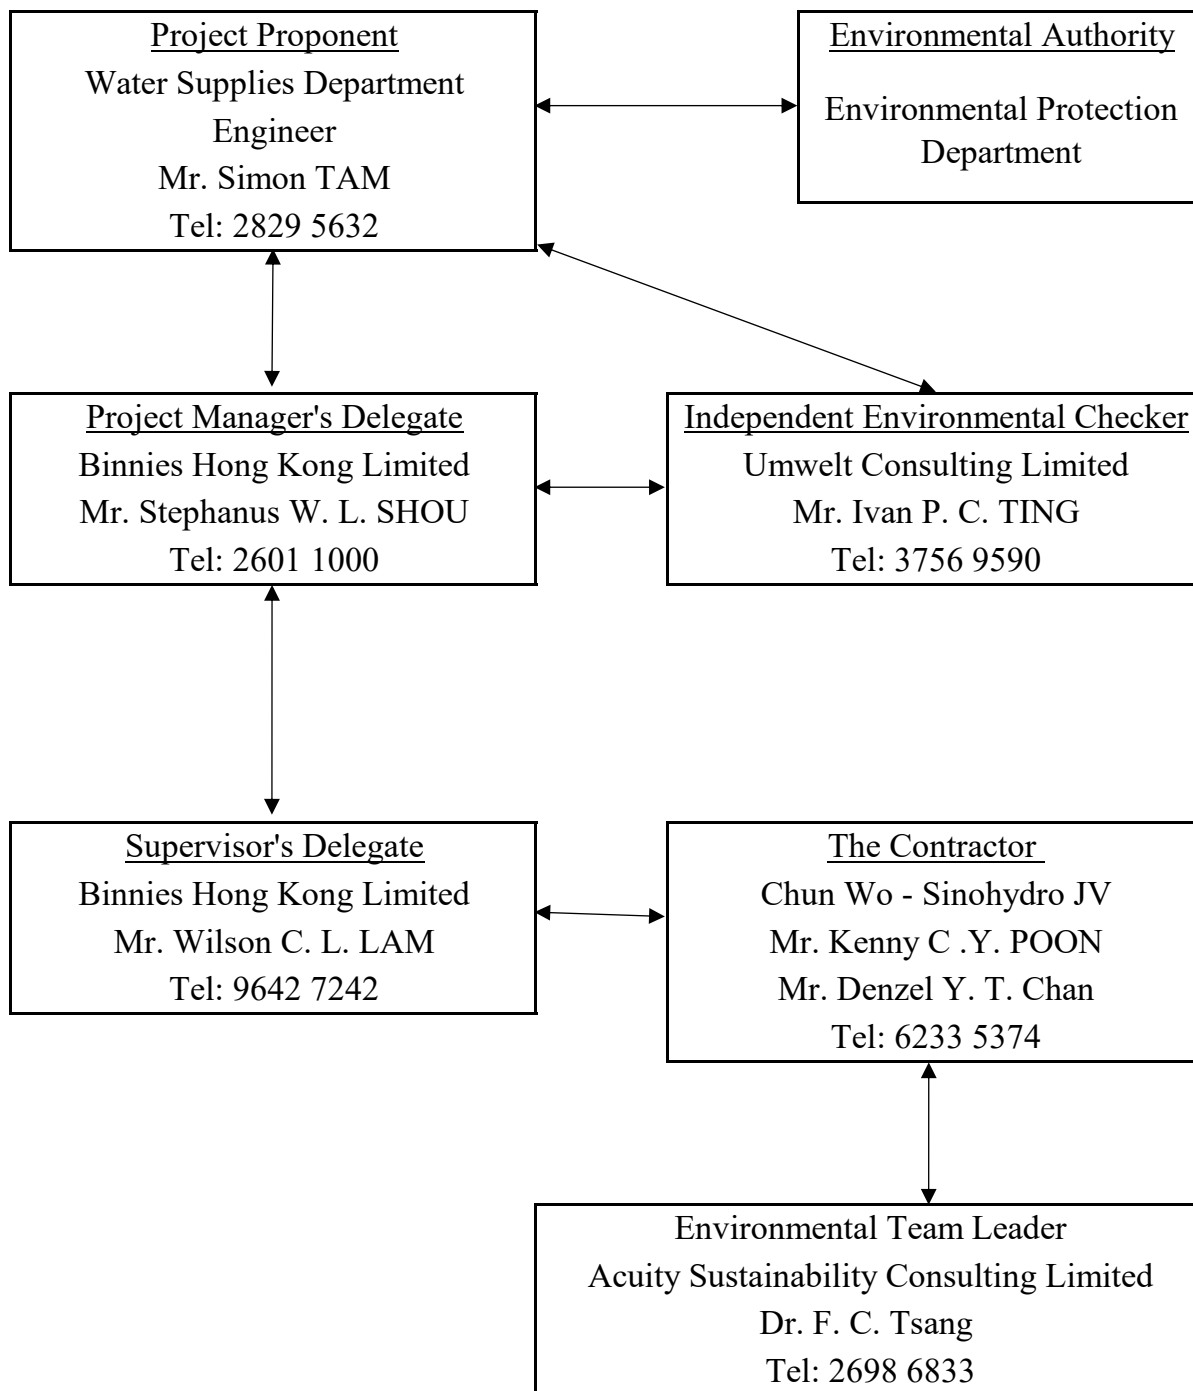 Project Proponent
Water Supplies Department
Engineer
Mr. Simon TAM
Tel: 2829 5632
Environmental Authority
Environmental Protection
Department
Project Manager's Delegate
Binnies Hong Kong Limited
Mr. Stephanus W. L. SHOU
Tel: 2601 1000
Independent Environmental Checker
Umwelt Consulting Limited
Mr. Ivan P. C. TING
Tel: 3756 9590
Supervisor's Delegate
Binnies Hong Kong Limited
Mr. Wilson C. L. LAM
Tel: 9642 7242
The Contractor
Chun Wo - Sinohydro JV
Mr. Kenny C .Y. POON
Mr. Denzel Y. T. Chan
Tel: 6233 5374
Environmental Team Leader
Acuity Sustainability Consulting Limited
Dr. F. C. Tsang
Tel: 2698 6833